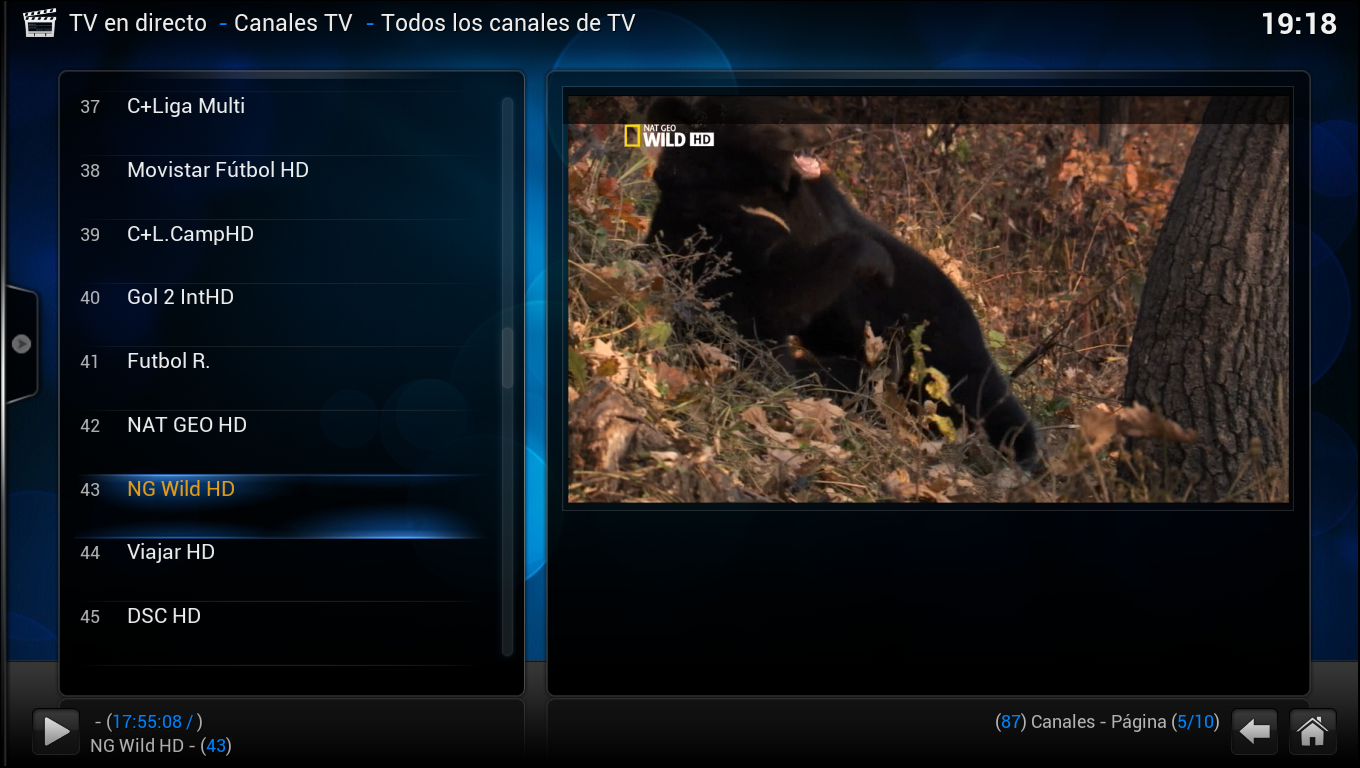 TV en directo - Canales TV - Todos los canales de TV
19:18
37 C+Liga Multi
38 Movistar Fútbol HD
39 C+L.CampHD
40 Gol 2 IntHD
41 Futbol R.
42 NAT GEO HD
43 NG Wild HD
44 Viajar HD
45 DSC HD
NAT GEO
WILD HD
- (17:55:08 / )
NG Wild HD - (43)
(87) Canales - Página (5/10)